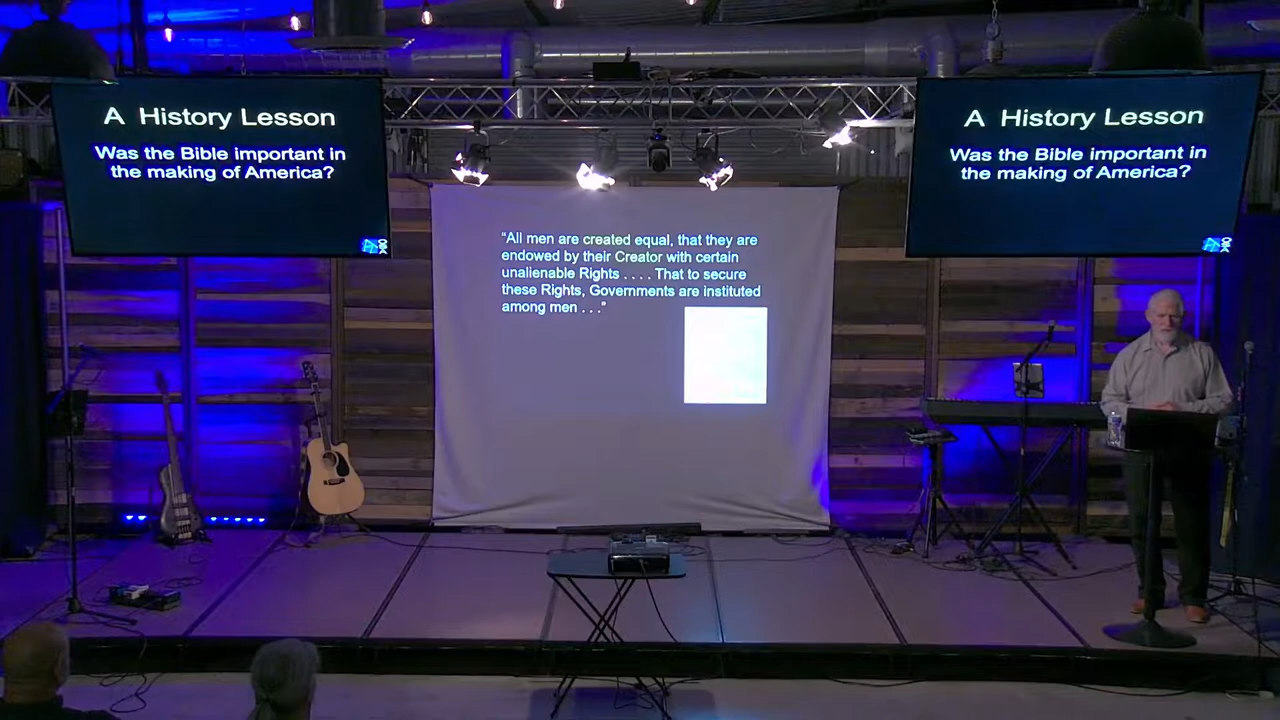 A History Lesson
Was the Bible important in
the making of America?
A History Lesson
Was the Bible important in
the making of America?
"All men are created equal, that they are
endowed by their Creator with certain
unalienable Rights . . . . That to secure
these Rights, Governments are instituted
among men . . ."